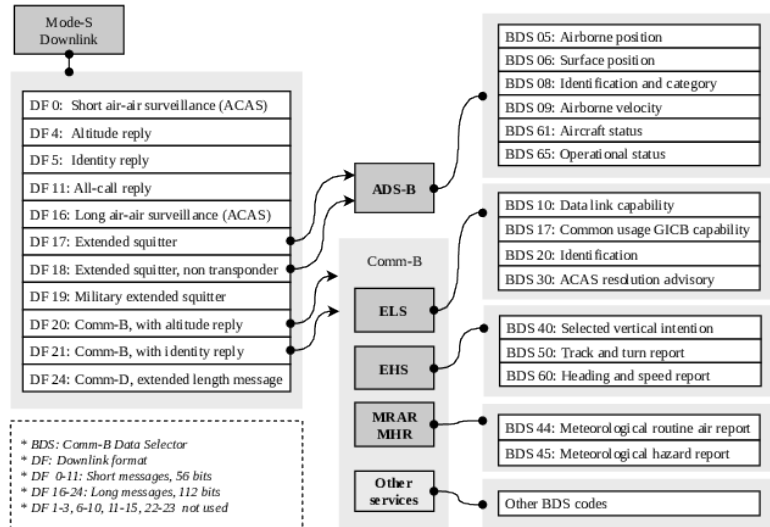 Mode-S
Downlink
DF 0: Short air-air surveillance (ACAS)
DF 4: Altitude reply
DF 5: Identity reply
DF 11: All-call reply
DF 16: Long air-air surveillance (ACAS)
DF 17: Extended squitter
DF 18: Extended squitter, non transponder
DF 19: Military extended squitter
DF 20: Comm-B, with altitude reply
DF 21: Comm-B, with identity reply
DF 24: Comm-D, extended length message
* BDS: Comm-B Data Selector
* DF: Downlink format
* DF 0-11: Short messages, 56 bits
* DF 16-24: Long messages, 112 bits
* DF 1-3, 6-10, 11-15, 22-23 not used
ADS-B
Comm-B
ELS
EHS
MRAR
MHR
Other
services
BDS 05: Airborne position
BDS 06: Surface position
BDS 08: Identification and category
BDS 09: Airborne velocity
BDS 61: Aircraft status
BDS 65: Operational status
BDS 10: Data link capability
BDS 17: Common usage GICB capability
BDS 20: Identification
BDS 30: ACAS resolution advisory
BDS 40: Selected vertical intention
BDS 50: Track and turn report
BDS 60: Heading and speed report
BDS 44: Meteorological routine air report
BDS 45: Meteorological hazard report
Other BDS codes